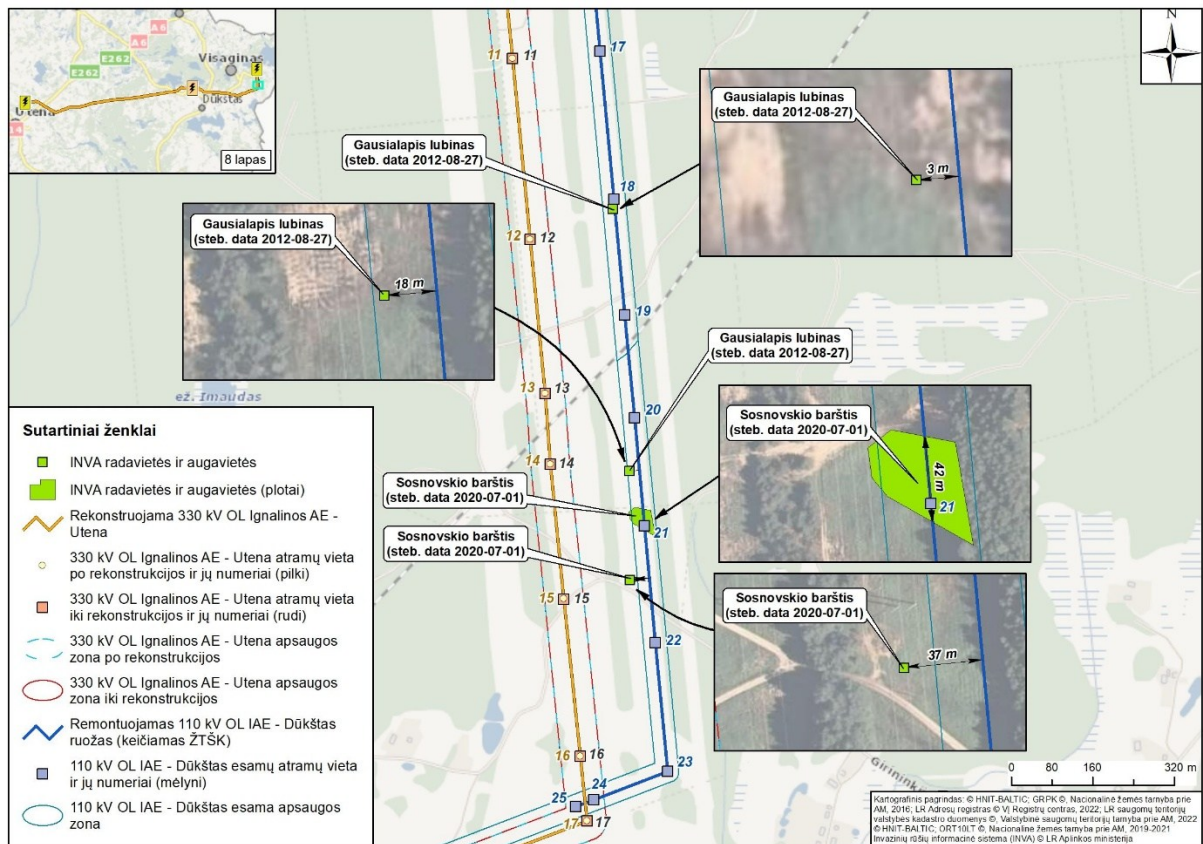 A6
A6
E262
E262
Visaginas
Dūkštas
Utena
8 lapas
N
11
11
17
18
12
12
19
13
13
20
14
14
21
15
15
22
16
16
23
24
25
17
17
Gausialapis lubinas
(steb. data 2012-08-27)
Gausialapis lubinas
(steb. data 2012-08-27)
3 m
Gausialapis lubinas
(steb. data 2012-08-27)
18 m
Gausialapis lubinas
(steb. data 2012-08-27)
ež. Imaudas
Sosnovskio barštis
(steb. data 2020-07-01)
Sosnovskio barštis
(steb. data 2020-07-01)
42 m
21
Sosnovskio barštis
(steb. data 2020-07-01)
Sosnovskio barštis
(steb. data 2020-07-01)
37 m
Sutartiniai ženklai
INVA radavietės ir augavietės
INVA radavietės ir augavietės (plotai)
Rekonstruojama 330 kV OL Ignalinos AE -
Utena
330 kV OL Ignalinos AE - Utena atramų vieta
po rekonstrukcijos ir jų numeriai (pilki)
330 kV OL Ignalinos AE - Utena atramų vieta
iki rekonstrukcijos ir jų numeriai (rudi)
330 kV OL Ignalinos AE - Utena apsaugos
zona po rekonstrukcijos
330 kV OL Ignalinos AE - Utena apsaugos
zona iki rekonstrukcijos
Remontuojamas 110 kV OL IAE - Dūkštas
ruožas (keičiamas ŽTŠK)
110 kV OL IAE - Dūkštas esamų atramų vieta
ir jų numeriai (mėlyni)
110 kV OL IAE - Dūkštas esama apsaugos
zona
0 80 160 320 m
Kartografinis pagrindas: © HNIT-BALTIC; GRPK ©, Nacionalinė žemės tarnyba prie
AM, 2016; LR Adresų registras © VĮ Registrų centras, 2022; LR saugomų teritorijų
valstybės kadastro duomenys ©, Valstybinė saugomų teritorijų tarnyba prie AM, 2022
© HNIT-BALTIC; ORT10LT ©, Nacionalinė žemės tarnyba prie AM, 2019-2021
Invazinių rūšių informacinė sistema (INVA) © LR Aplinkos ministerija